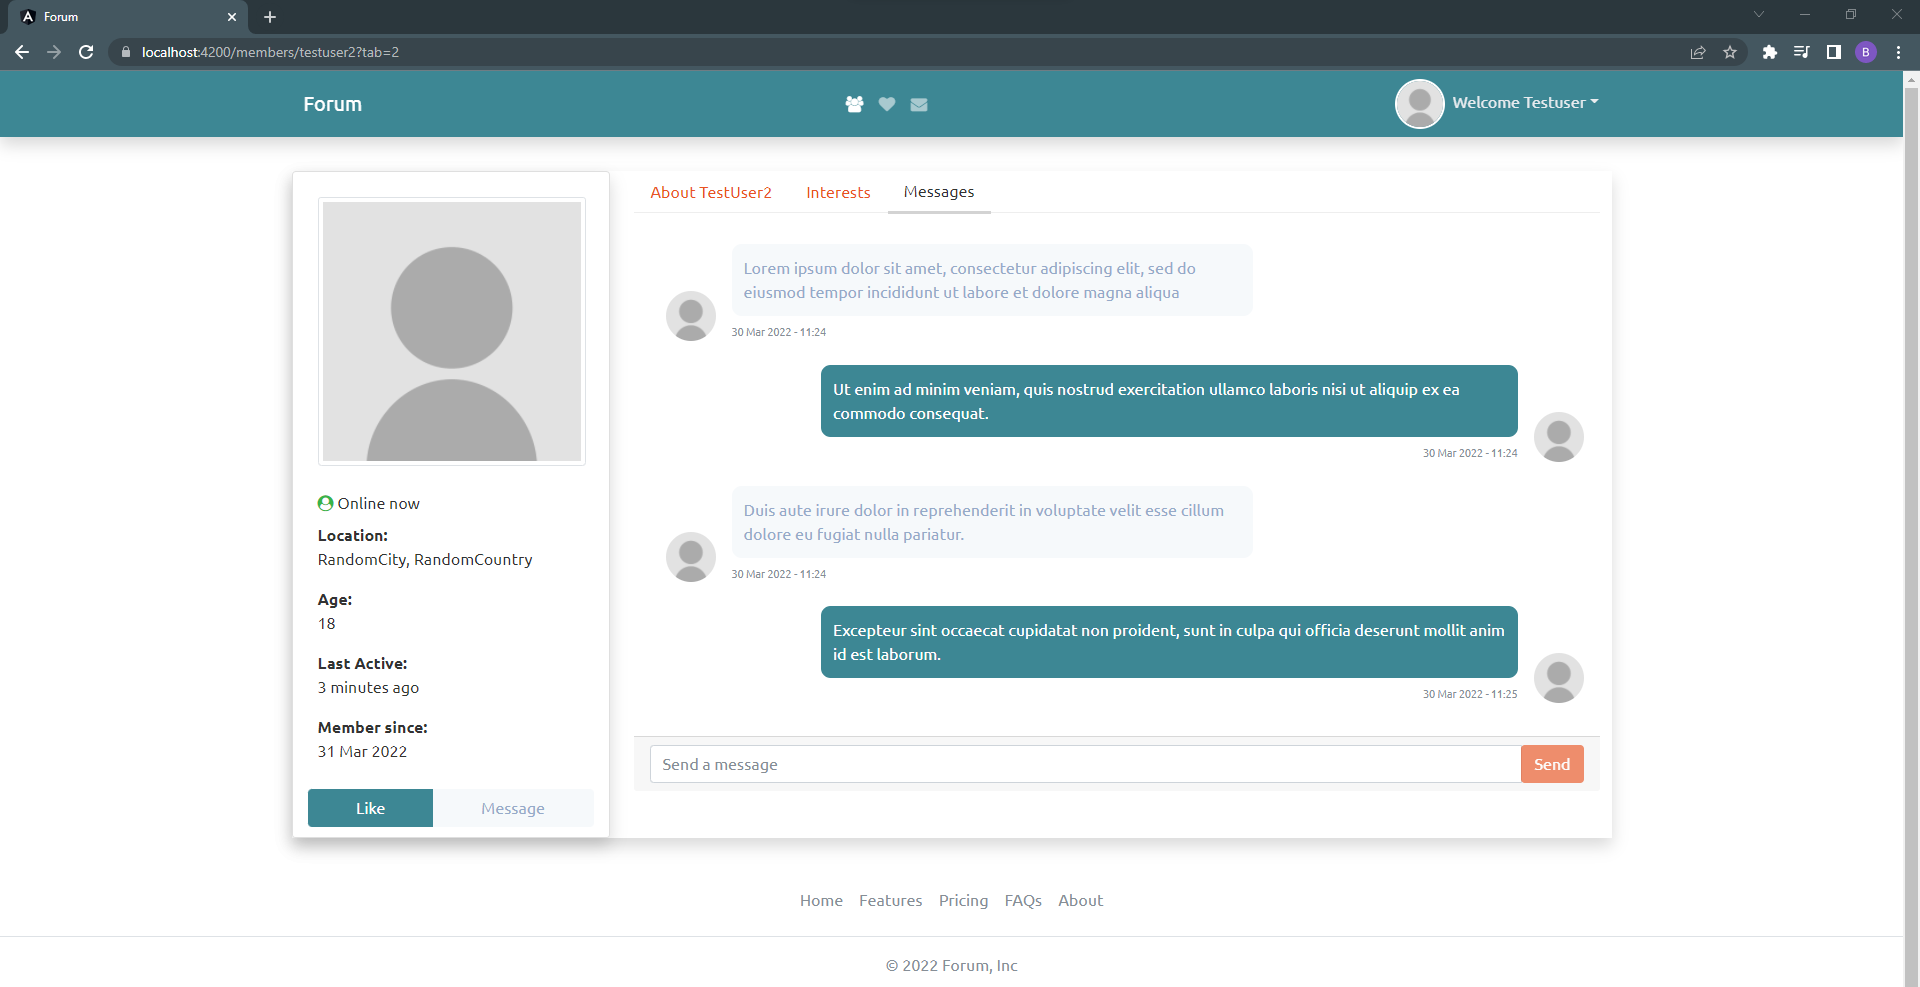 Forum
localhost:4200/members/testuser2?tab=2
B
Forum
Welcome Testuser
Online now
Location:
RandomCity, RandomCountry
Age:
18
Last Active:
3 minutes ago
Member since:
31 Mar 2022
Like Message
About TestUser2 Interests Messages
Lorem ipsum dolor sit amet, consectetur adipiscing elit, sed do
eiusmod tempor incididunt ut labore et dolore magna aliqua
30 Mar 2022 - 11:24
Ut enim ad minim veniam, quis nostrud exercitation ullamco laboris nisi ut aliquip ex ea
commodo consequat.
30 Mar 2022 - 11:24
Duis aute irure dolor in reprehenderit in voluptate velit esse cillum
dolore eu fugiat nulla pariatur.
30 Mar 2022 - 11:24
Excepteur sint occaecat cupidatat non proident, sunt in culpa qui officia deserunt mollit anim
id est laborum.
30 Mar 2022 - 11:25
Send a message Send
Home Features Pricing FAQs About
© 2022 Forum, Inc